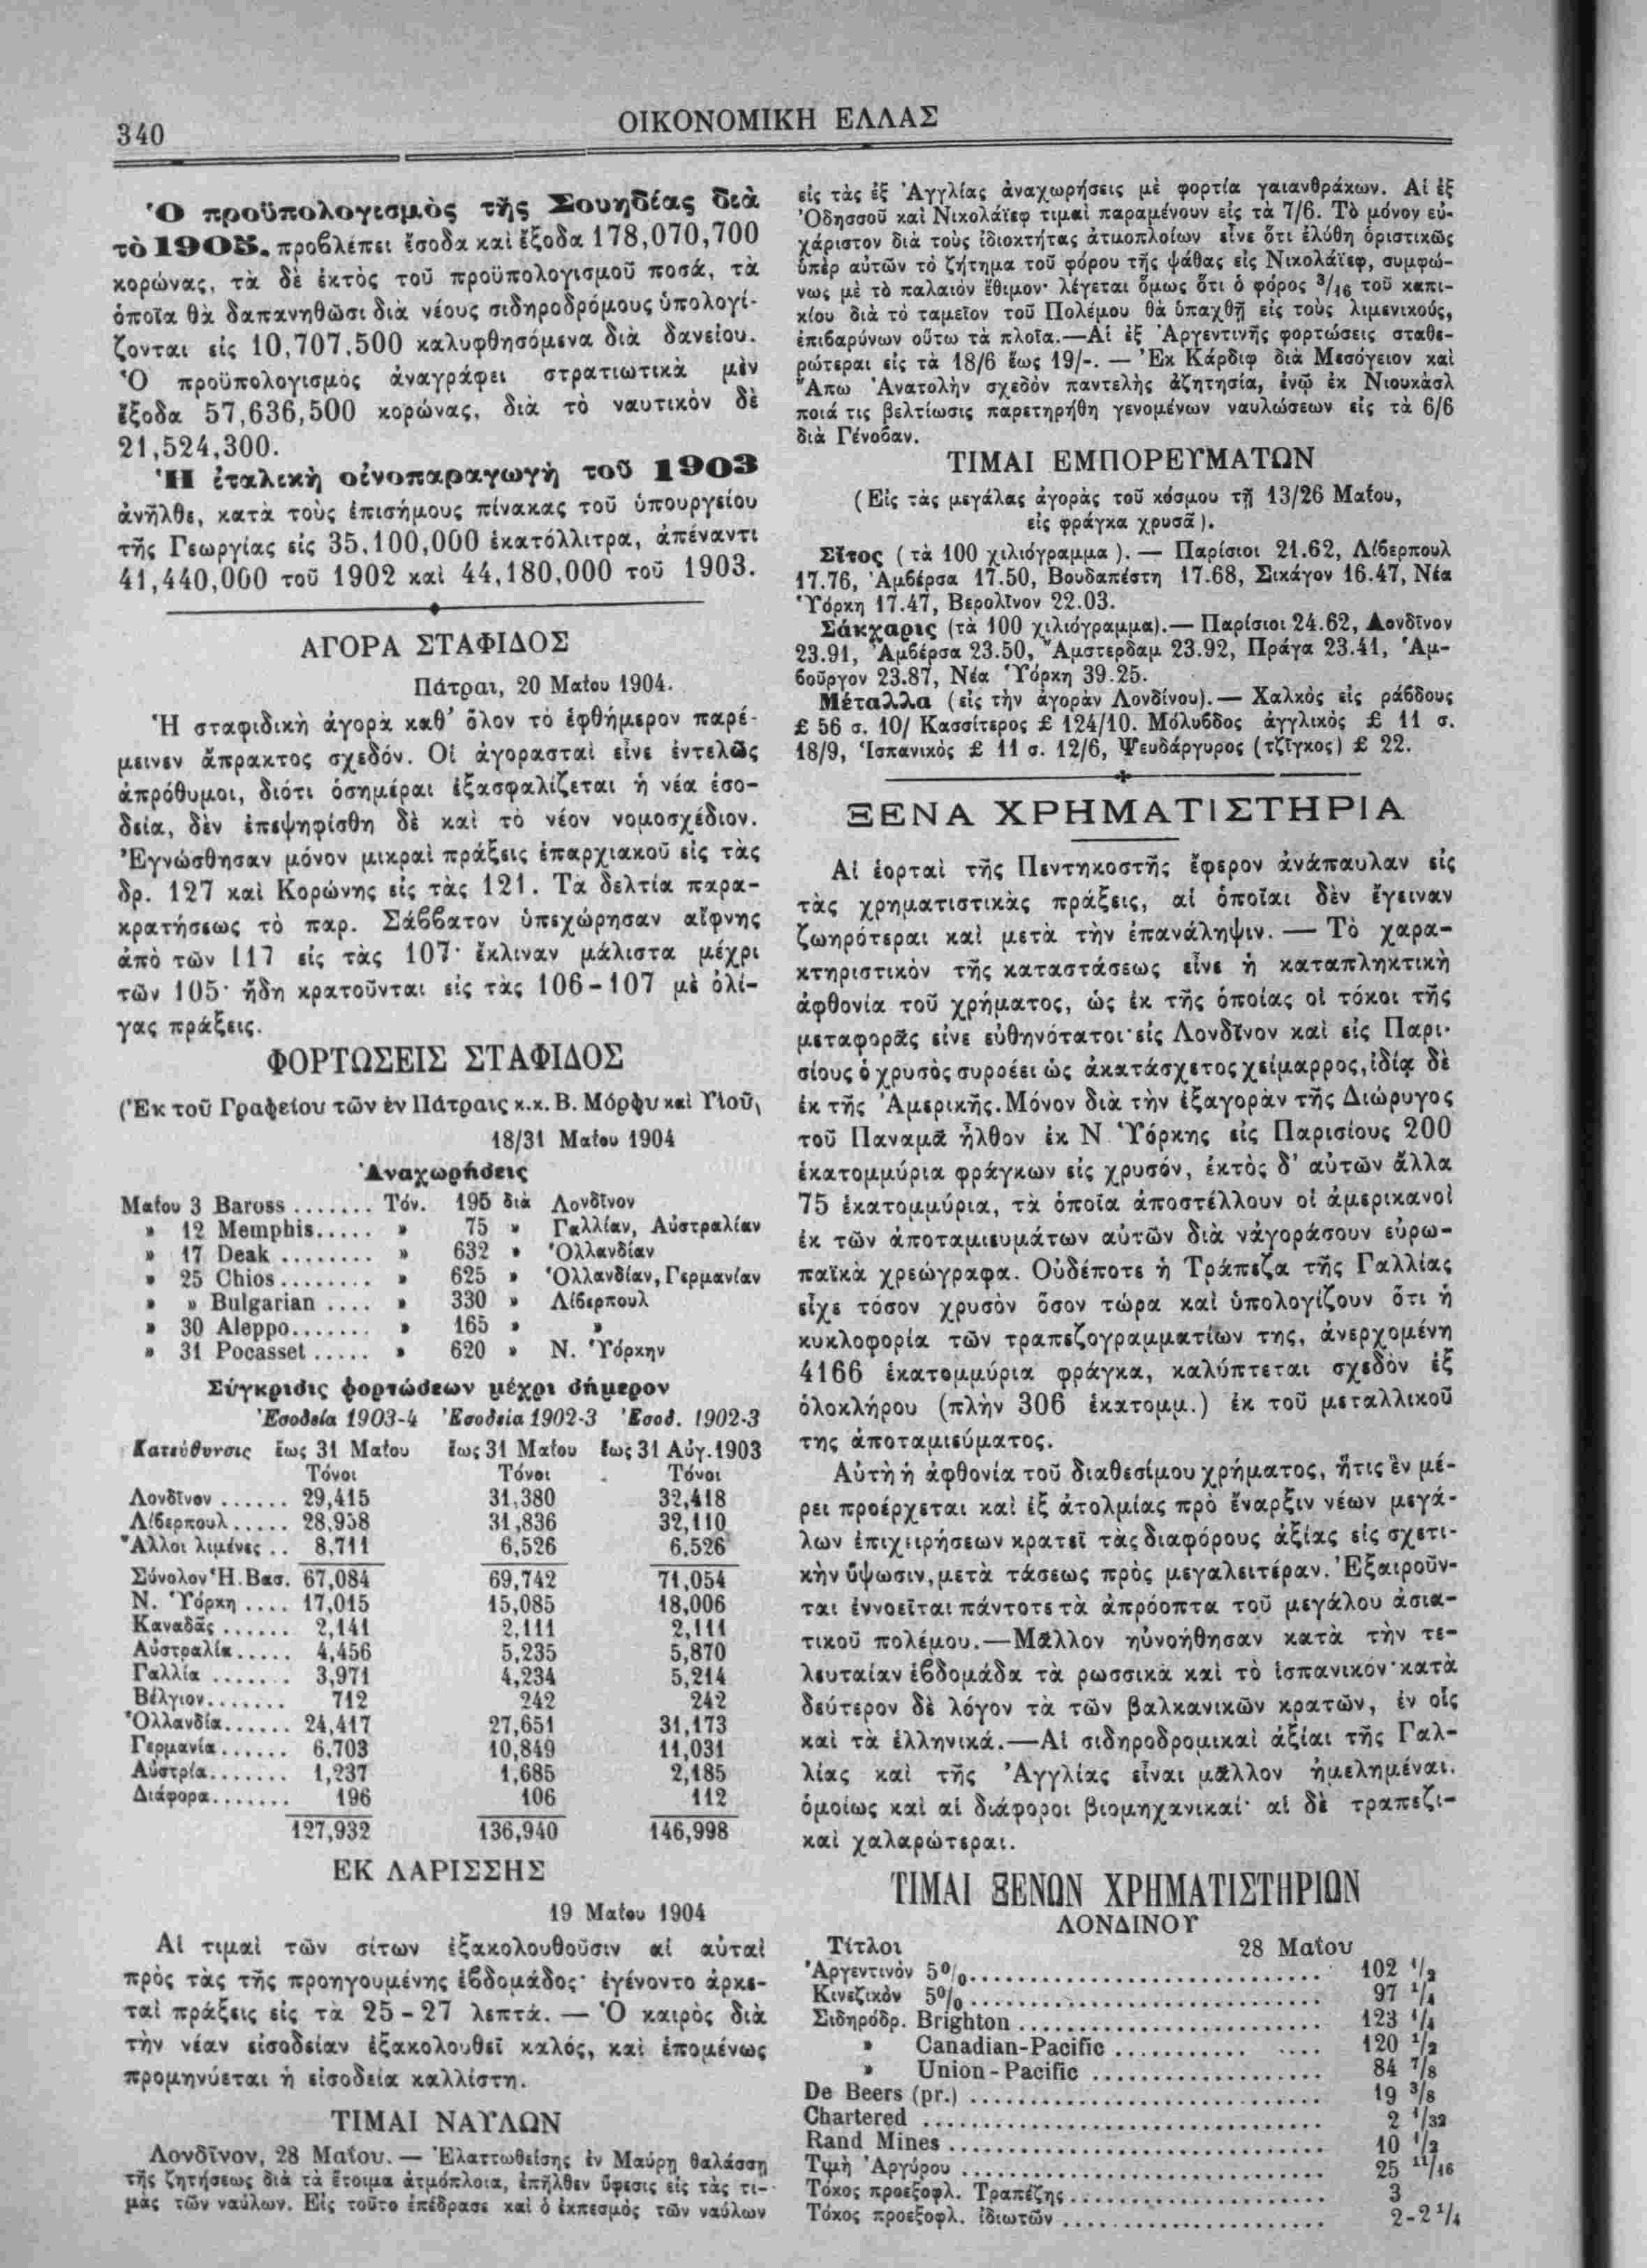 340
ΟΙΚΟΝΟΜΙΚΗ ΕΛΛΑΣ
Ὁ προϋπολογισμὸς τῆς Σουηδίας διὰ
τὸ 1905. προβλέπει ἔσοδα καὶ ἔξοδα 178,070,700
κορώνας, τὰ δὲ ἐκτὸς τοῦ προϋπολογισμοῦ ποσά, τὰ
ὁποῖα θὰ δαπανηθῶσι διὰ νέους σιδηροδρόμους ὑπολογί-
ζονται εἰς 10,707,500 καλυφθησόμενα διὰ δανείου.
Ὁ προϋπολογισμὸς ἀναγράφει στρατιωτικὰ μὲν
ἔξοδα 57,636,500 κορώνας, διὰ τὸ ναυτικὸν δὲ
21,524,300.
Ἡ ἰταλικὴ οἰνοπαραγωγὴ τοῦ 1903
ἀνῆλθε, κατὰ τοὺς ἐπισήμους πίνακας τοῦ ὑπουργείου
τῆς Γεωργίας εἰς 35,100,000 ἑκατόλλιτρα, ἀπέναντι
41,440,000 τοῦ 1902 καὶ 44,180,000 τοῦ 1903.
ΑΓΟΡΑ ΣΤΑΦΙΔΟΣ
Πάτραι, 20 Μαΐου 1904.
Ἡ σταφιδικὴ ἀγορὰ καθ' ὅλον τὸ ἑφθήμερον παρέ-
μεινεν ἄπρακτος σχεδόν. Οἱ ἀγορασταὶ εἶνε ἐντελῶς
ἀπρόθυμοι, διότι ὁσημέραι ἐξασφαλίζεται ἡ νέα ἐσο-
δεία, δὲν ἐπεψηφίσθη δὲ καὶ τὸ νέον νομοσχέδιον.
Ἐγνώσθησαν μόνον μικραὶ πράξεις ἐπαρχιακοῦ εἰς τὰς
δρ. 127 καὶ Κορώνης εἰς τὰς 121. Τὰ δελτία παρα-
κρατήσεως τὸ παρ. Σάββατον ὑπεχώρησαν αἴφνης
ἀπὸ τῶν 117 εἰς τὰς 107· ἔκλιναν μάλιστα μέχρι
τῶν 105· ἤδη κρατοῦνται εἰς τὰς 106-107 μὲ ὀλί-
γας πράξεις.
ΦΟΡΤΩΣΕΙΣ ΣΤΑΦΙΔΟΣ
(Ἐκ τοῦ Γραφείου τῶν ἐν Πάτραις κ.κ. Β. Μόρφυ καὶ Υἱοῦ)
18/31 Μαΐου 1904
Ἀναχωρήσεις
Μαΐου 3 Baross ....... Τόν. 195 διὰ Λονδῖνον
» 12 Memphis..... » 75 » Γαλλίαν, Αὐστραλίαν
» 17 Deak ........ » 632 » Ὁλλανδίαν
» 25 Chios........ » 625 » Ὁλλανδίαν, Γερμανίαν
» » Bulgarian .... » 330 » Λίβερπουλ
» 30 Aleppo....... » 165 » »
» 31 Pocasset ..... » 620 » Ν. Ὑόρκην
Σύγκρισις φορτώσεων μέχρι σήμερον
Ἐσοδεία 1903-4 Ἐσοδεία 1902-3 Ἐσοδ. 1902-3
Κατεύθυνσις ἕως 31 Μαΐου ἕως 31 Μαΐου ἕως 31 Αὐγ. 1903
Τόνοι Τόνοι Τόνοι
Λονδῖνον ...... 29,415 31,380 32,418
Λίβερπουλ..... 28,958 31,836 32,110
Ἄλλοι λιμένες .. 8,711 6,526 6,526
Σύνολον Ἡ. Βασ. 67,084 69,742 71,054
Ν. Ὑόρκη .... 17,015 15,085 18,006
Καναδᾶς ...... 2,141 2,111 2,111
Αὐστραλία..... 4,456 5,235 5,870
Γαλλία ....... 3,971 4,234 5,214
Βέλγιον....... 712 242 242
Ὁλλανδία...... 24,417 27,651 31,173
Γερμανία...... 6,703 10,849 11,031
Αὐστρία....... 1,237 1,685 2,185
Διάφορα....... 196 106 112
127,932 136,940 146,998
ΕΚ ΛΑΡΙΣΣΗΣ
19 Μαΐου 1904
Αἱ τιμαὶ τῶν σίτων ἐξακολουθοῦσιν αἱ αὐταὶ
πρὸς τὰς τῆς προηγουμένης ἑβδομάδος· ἐγένοντο ἀρκε-
ταὶ πράξεις εἰς τὰ 25-27 λεπτά. — Ὁ καιρὸς διὰ
τὴν νέαν εἰσοδείαν ἐξακολουθεῖ καλός, καὶ ἑπομένως
προμηνύεται ἡ εἰσοδεία καλλίστη.
ΤΙΜΑΙ ΝΑΥΛΩΝ
Λονδῖνον, 28 Μαΐου. — Ἐλαττωθείσης ἐν Μαύρῃ θαλάσσῃ
τῆς ζητήσεως διὰ τὰ ἕτοιμα ἀτμόπλοια, ἐπῆλθεν ὕφεσις εἰς τὰς τι-
μὰς τῶν ναύλων. Εἰς τοῦτο ἐπέδρασε καὶ ὁ ἐκπεσμὸς τῶν ναύλων
εἰς τὰς ἐξ Ἀγγλίας ἀναχωρήσεις μὲ φορτία γαιανθράκων. Αἱ ἐξ
Ὀδησσοῦ καὶ Νικολάϊεφ τιμαὶ παραμένουν εἰς τὰ 7/6. Τὸ μόνον εὐ-
χάριστον διὰ τοὺς ἰδιοκτήτας ἀτμοπλοίων εἶνε ὅτι ἐλύθη ὁριστικῶς
ὑπὲρ αὐτῶν τὸ ζήτημα τοῦ φόρου τῆς ψάθας εἰς Νικολάϊεφ, συμφώ-
νως μὲ τὸ παλαιὸν ἔθιμον· λέγεται ὅμως ὅτι ὁ φόρος 3/16 τοῦ καπι-
κίου διὰ τὸ ταμεῖον τοῦ Πολέμου θὰ ὑπαχθῇ εἰς τοὺς λιμενικούς,
ἐπιβαρύνων οὕτω τὰ πλοῖα.—Αἱ ἐξ Ἀργεντινῆς φορτώσεις σταθε-
ρώτεραι εἰς τὰ 18/6 ἕως 19/-. — Ἐκ Κάρδιφ διὰ Μεσόγειον καὶ
Ἄπω Ἀνατολὴν σχεδὸν παντελὴς ἀζητησία, ἐνῷ ἐκ Νιουκὰσλ
ποιά τις βελτίωσις παρετηρήθη γενομένων ναυλώσεων εἰς τὰ 6/6
διὰ Γένοβαν.
ΤΙΜΑΙ ΕΜΠΟΡΕΥΜΑΤΩΝ
(Εἰς τὰς μεγάλας ἀγορὰς τοῦ κόσμου τῇ 13/26 Μαΐου,
εἰς φράγκα χρυσᾶ).
Σῖτος (τὰ 100 χιλιόγραμμα). — Παρίσιοι 21.62, Λίβερπουλ
17.76, Ἀμβέρσα 17.50, Βουδαπέστη 17.68, Σικάγον 16.47, Νέα
Ὑόρκη 17.47, Βερολῖνον 22.03.
Σάκχαρις (τὰ 100 χιλιόγραμμα).— Παρίσιοι 24.62, Λονδῖνον
23.91, Ἀμβέρσα 23.50, Ἄμστερδαμ 23.92, Πράγα 23.41, Ἁμ-
βοῦργον 23.87, Νέα Ὑόρκη 39.25.
Μέταλλα (εἰς τὴν ἀγορὰν Λονδίνου).— Χαλκὸς εἰς ράβδους
£ 56 σ. 10/ Κασσίτερος £ 124/10. Μόλυβδος ἀγγλικὸς £ 11 σ.
18/9, Ἱσπανικὸς £ 11 σ. 12/6, Ψευδάργυρος (τζῖγκος) £ 22.
ΞΕΝΑ ΧΡΗΜΑΤΙΣΤΗΡΙΑ
Αἱ ἑορταὶ τῆς Πεντηκοστῆς ἔφερον ἀνάπαυλαν εἰς
τὰς χρηματιστικὰς πράξεις, αἱ ὁποῖαι δὲν ἔγειναν
ζωηρότεραι καὶ μετὰ τὴν ἐπανάληψιν. — Τὸ χαρα-
κτηριστικὸν τῆς καταστάσεως εἶνε ἡ καταπληκτικὴ
ἀφθονία τοῦ χρήματος, ὡς ἐκ τῆς ὁποίας οἱ τόκοι τῆς
μεταφορᾶς εἶνε εὐθηνότατοι· εἰς Λονδῖνον καὶ εἰς Παρι-
σίους ὁ χρυσὸς συρρέει ὡς ἀκατάσχετος χείμαρρος, ἰδίᾳ δὲ
ἐκ τῆς Ἀμερικῆς. Μόνον διὰ τὴν ἐξαγορὰν τῆς Διώρυγος
τοῦ Παναμᾶ ἦλθον ἐκ Ν Ὑόρκης εἰς Παρισίους 200
ἑκατομμύρια φράγκων εἰς χρυσόν, ἐκτὸς δ' αὐτῶν ἄλλα
75 ἑκατομμύρια, τὰ ὁποῖα ἀποστέλλουν οἱ ἀμερικανοὶ
ἐκ τῶν ἀποταμιευμάτων αὐτῶν διὰ νἀγοράσουν εὐρω-
παϊκὰ χρεώγραφα. Οὐδέποτε ἡ Τράπεζα τῆς Γαλλίας
εἶχε τόσον χρυσὸν ὅσον τώρα καὶ ὑπολογίζουν ὅτι ἡ
κυκλοφορία τῶν τραπεζογραμματίων της, ἀνερχομένη
4166 ἑκατομμύρια φράγκα, καλύπτεται σχεδὸν ἐξ
ὁλοκλήρου (πλὴν 306 ἑκατομμ.) ἐκ τοῦ μεταλλικοῦ
της ἀποταμιεύματος.
Αὐτὴ ἡ ἀφθονία τοῦ διαθεσίμου χρήματος, ἥτις ἐν μέ-
ρει προέρχεται καὶ ἐξ ἀτολμίας πρὸ ἔναρξιν νέων μεγά-
λων ἐπιχειρήσεων κρατεῖ τὰς διαφόρους ἀξίας εἰς σχετι-
κὴν ὕψωσιν, μετὰ τάσεως πρὸς μεγαλειτέραν. Ἐξαιροῦν-
ται ἐννοεῖται πάντοτε τὰ ἀπρόοπτα τοῦ μεγάλου ἀσια-
τικοῦ πολέμου.—Μᾶλλον ηὐνοήθησαν κατὰ τὴν τε-
λευταίαν ἑβδομάδα τὰ ρωσσικὰ καὶ τὸ ἱσπανικόν· κατὰ
δεύτερον δὲ λόγον τὰ τῶν βαλκανικῶν κρατῶν, ἐν οἷς
καὶ τὰ ἑλληνικά.—Αἱ σιδηροδρομικαὶ ἀξίαι τῆς Γαλ-
λίας καὶ τῆς Ἀγγλίας εἶναι μᾶλλον ἠμελημέναι,
ὁμοίως καὶ αἱ διάφοροι βιομηχανικαί· αἱ δὲ τραπεζι-
καὶ χαλαρώτεραι.
ΤΙΜΑΙ ΞΕΝΩΝ ΧΡΗΜΑΤΙΣΤΗΡΙΩΝ
ΛΟΝΔΙΝΟΥ
Τίτλοι 28 Μαΐου
Ἀργεντινὸν 5%.............................. 102 1/2
Κινεζικὸν 5%.............................. 97 1/4
Σιδηρόδρ. Brighton .......................... 123 1/4
» Canadian-Pacific ............... 120 1/2
» Union-Pacific ................... 84 7/8
De Beers (pr.) .............................. 19 3/8
Chartered .................................. 2 1/32
Rand Mines ................................ 10 1/2
Τιμὴ Ἀργύρου .............................. 25 11/16
Τόκος προεξοφλ. Τραπέζης...................... 3
Τόκος προεξοφλ. ἰδιωτῶν ...................... 2-2 1/4